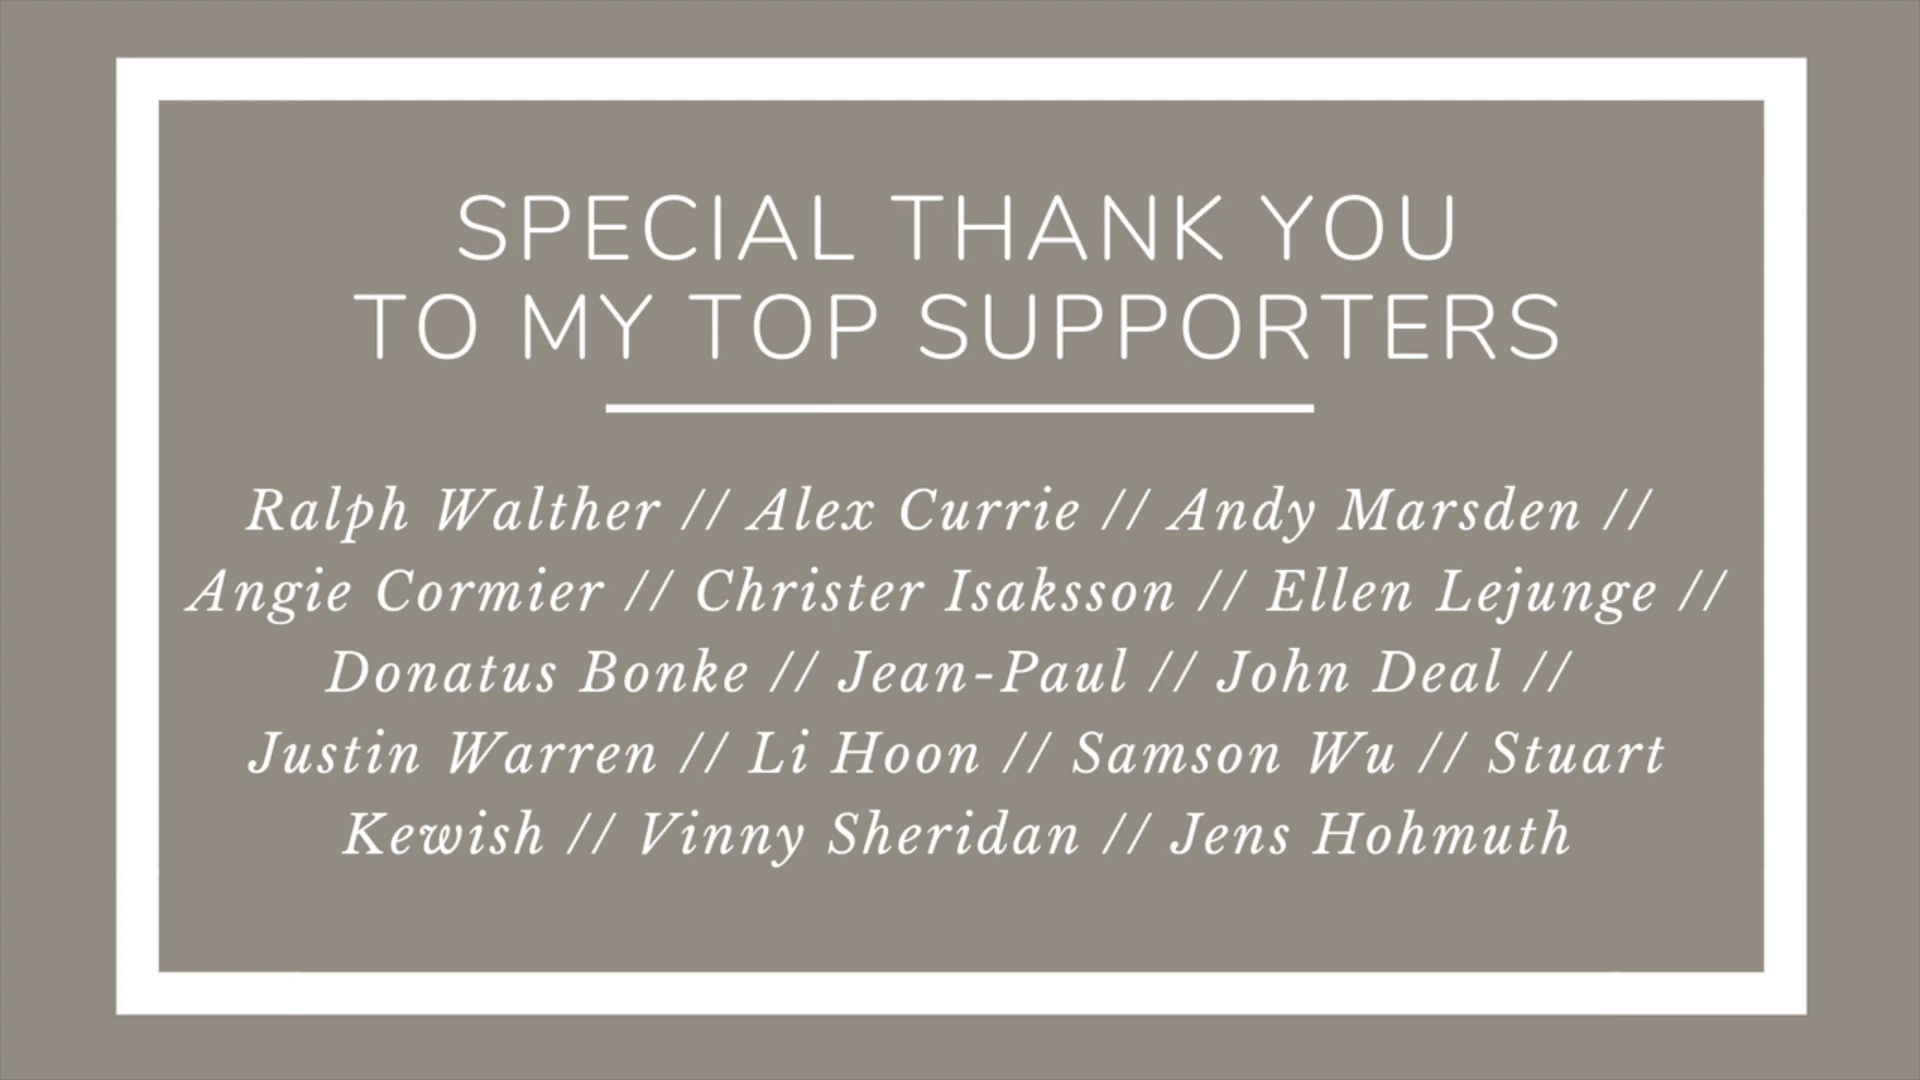 SPECIAL THANK YOU
TO MY TOP SUPPORTERS
Ralph Walther // Alex Currie // Andy Marsden //
Angie Cormier // Christer Isaksson // Ellen Lejunge //
Donatus Bonke // Jean-Paul // John Deal //
Justin Warren // Li Hoon // Samson Wu // Stuart
Kewish // Vinny Sheridan // Jens Hohmuth